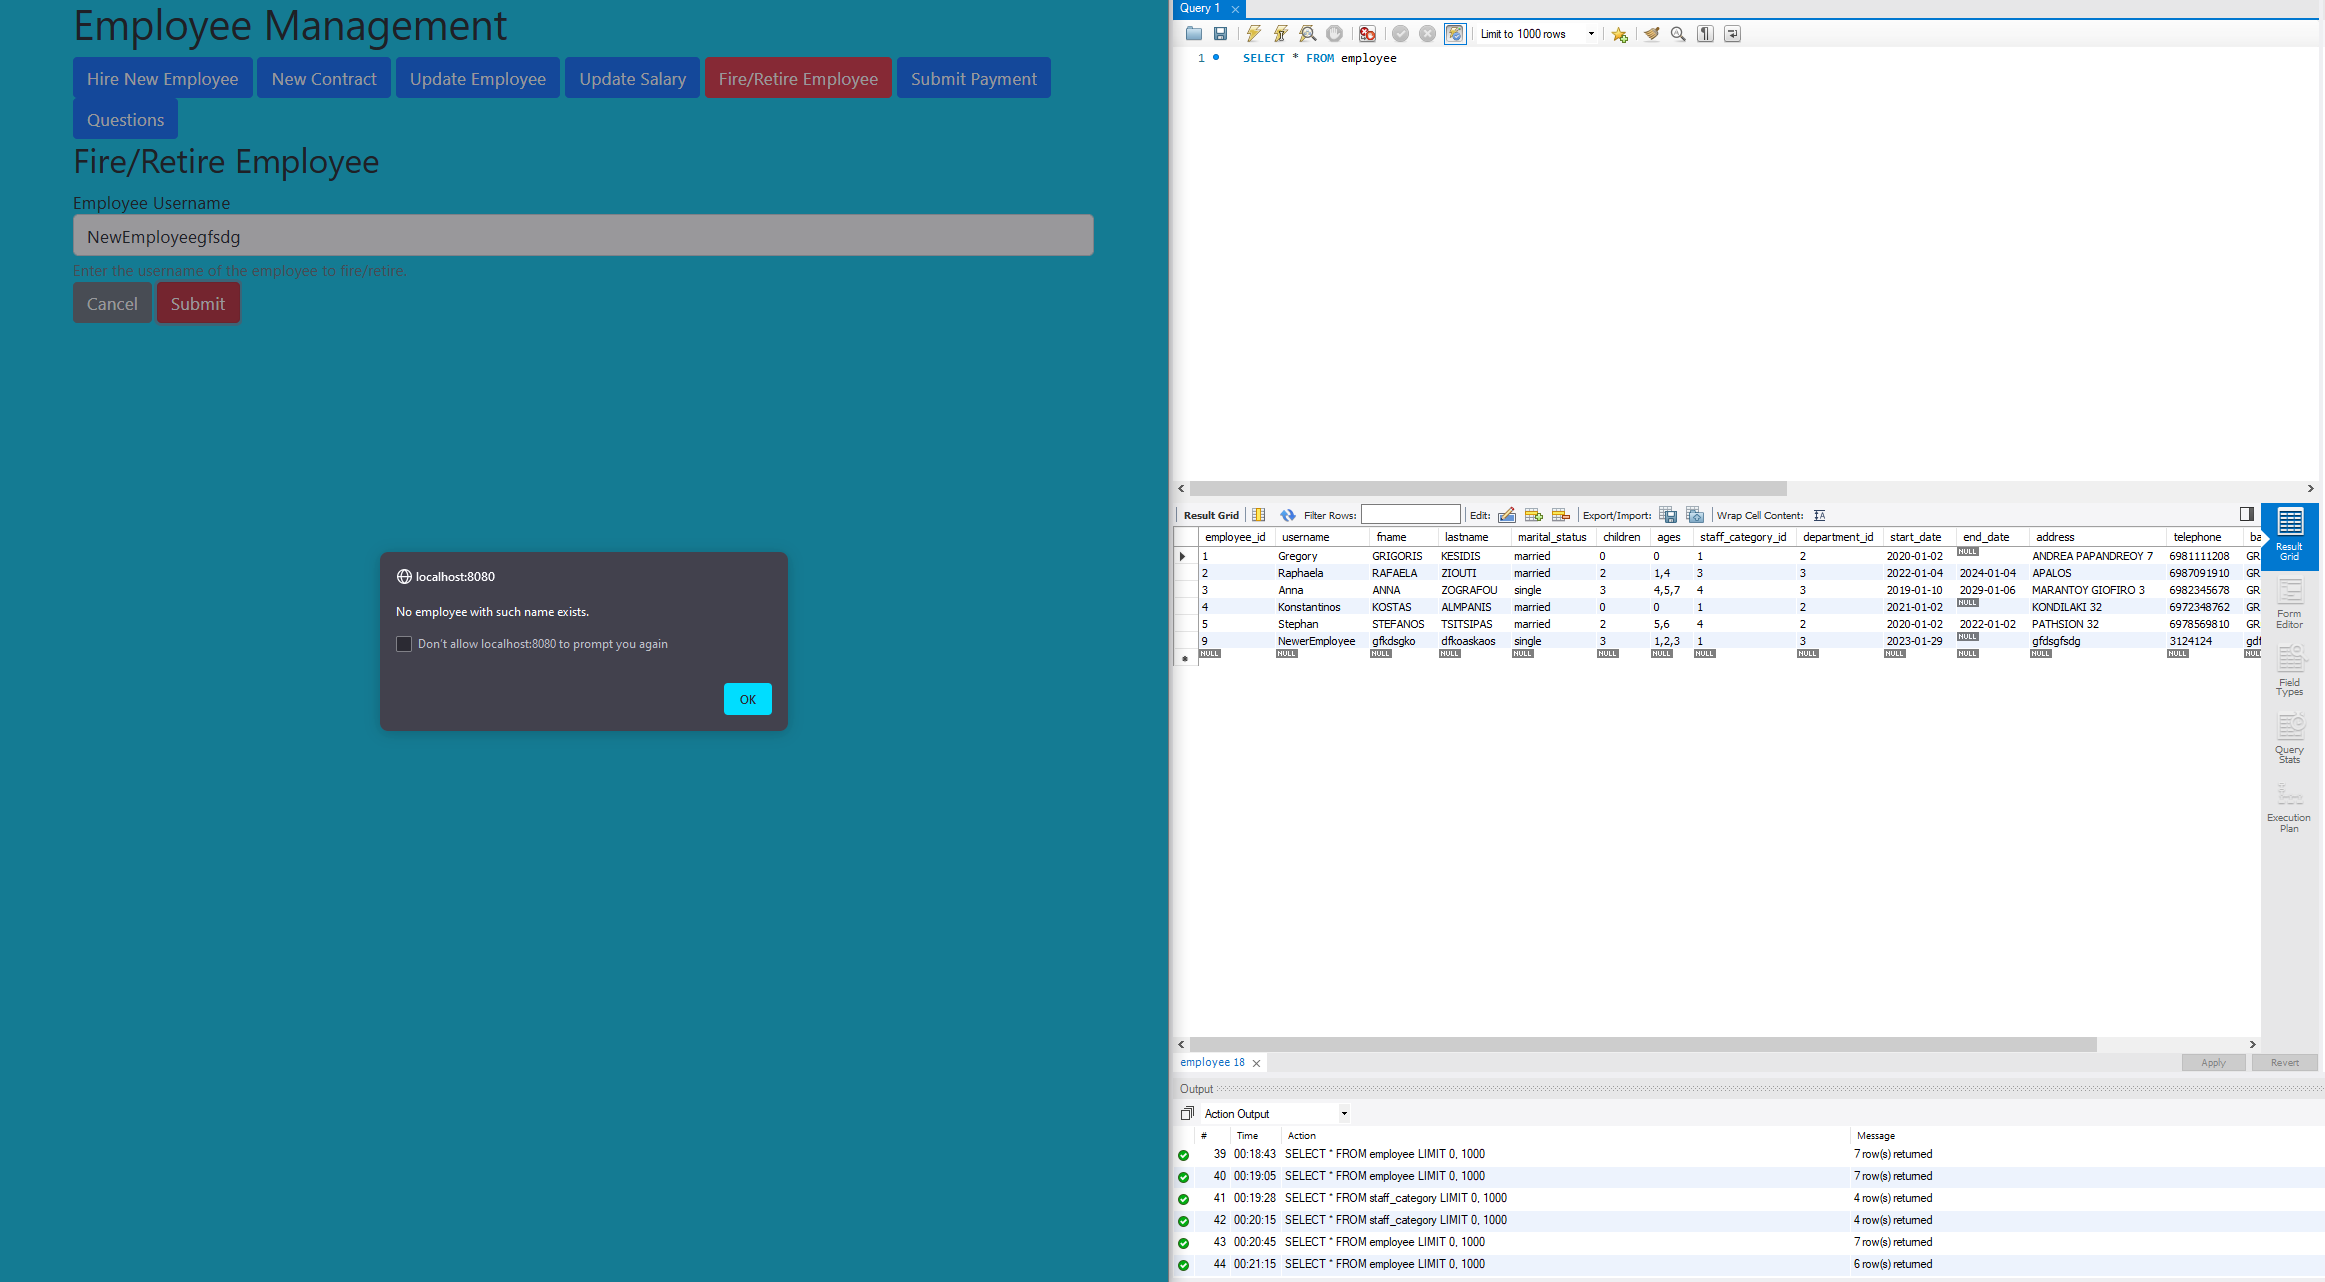 Employee Management
Hire New Employee New Contract Update Employee Update Salary Fire/Retire Employee Submit Payment
Questions
Fire/Retire Employee
Employee Username
NewEmployeegfsdg
Enter the username of the employee to fire/retire.
Cancel Submit
localhost:8080
No employee with such name exists.
Don't allow localhost:8080 to prompt you again
OK
Query 1
Limit to 1000 rows
1 SELECT * FROM employee
Result Grid Filter Rows: Edit: Export/Import: Wrap Cell Content:
employee_id username fname lastname marital_status children ages staff_category_id department_id start_date end_date address telephone ba
1 Gregory GRIGORIS KESIDIS married 0 0 1 2 2020-01-02 NULL ANDREA PAPANDREOY 7 6981111208 GR
2 Raphaela RAFAELA ZIOUTI married 2 1,4 3 3 2022-01-04 2024-01-04 APALOS 6987091910 GR
3 Anna ANNA ZOGRAFOU single 3 4,5,7 4 3 2019-01-10 2029-01-06 MARANTOY GIOFIRO 3 6982345678 GR
4 Konstantinos KOSTAS ALMPANIS married 0 0 1 2 2021-01-02 NULL KONDILAKI 32 6972348762 GR
5 Stephan STEFANOS TSITSIPAS married 2 5,6 4 2 2020-01-02 2022-01-02 PATHSION 32 6978569810 GR
9 NewerEmployee gfkdsgko dfkoaskaos single 3 1,2,3 1 3 2023-01-29 NULL gfdsgfsdg 3124124 gdf
NULL NULL NULL NULL NULL NULL NULL NULL NULL NULL NULL NULL NULL NULL
Result
Grid
Form
Editor
Field
Types
Query
Stats
Execution
Plan
employee 18
Apply Revert
Output
Action Output
# Time Action Message
39 00:18:43 SELECT * FROM employee LIMIT 0, 1000 7 row(s) returned
40 00:19:05 SELECT * FROM employee LIMIT 0, 1000 7 row(s) returned
41 00:19:28 SELECT * FROM staff_category LIMIT 0, 1000 4 row(s) returned
42 00:20:15 SELECT * FROM staff_category LIMIT 0, 1000 4 row(s) returned
43 00:20:45 SELECT * FROM employee LIMIT 0, 1000 7 row(s) returned
44 00:21:15 SELECT * FROM employee LIMIT 0, 1000 6 row(s) returned